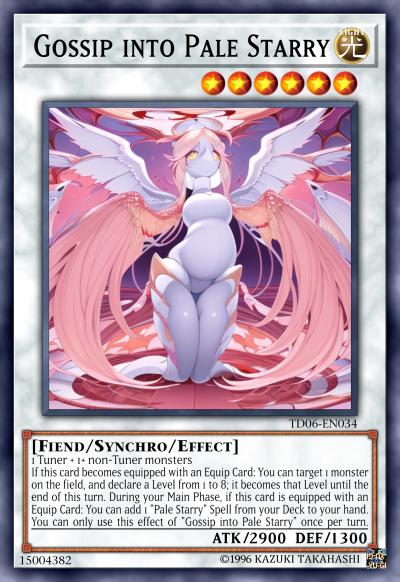 GOSSIP INTO PALE STARRY
LIGHT
光
TD06-EN034
[FIEND/SYNCHRO/EFFECT]
1 Tuner + 1+ non-Tuner monsters
If this card becomes equipped with an Equip Card: You can target 1 monster
on the field, and declare a Level from 1 to 8; it becomes that Level until the
end of this turn. During your Main Phase, if this card is equipped with an
Equip Card: You can add 1 "Pale Starry" Spell from your Deck to your hand.
You can only use this effect of "Gossip into Pale Starry" once per turn.
ATK/2900 DEF/1300
15004382
©1996 KAZUKI TAKAHASHI